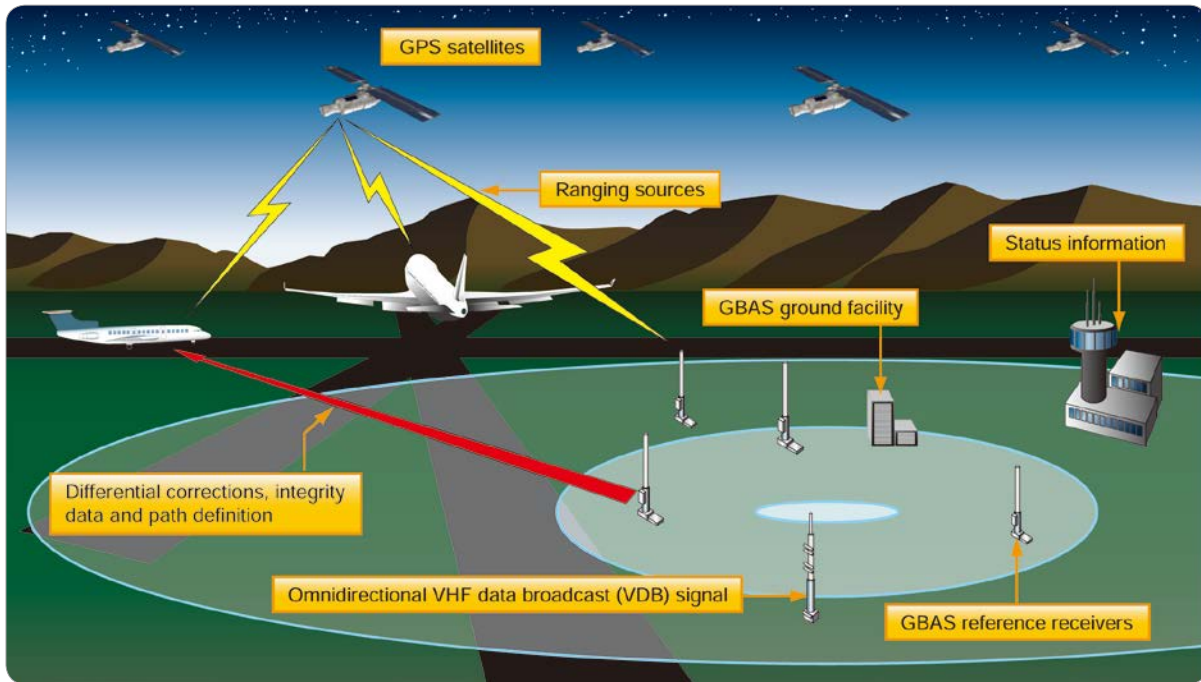 GPS satellites
Ranging sources
Status information
GBAS ground facility
Differential corrections, integrity
data and path definition
Omnidirectional VHF data broadcast (VDB) signal
GBAS reference receivers